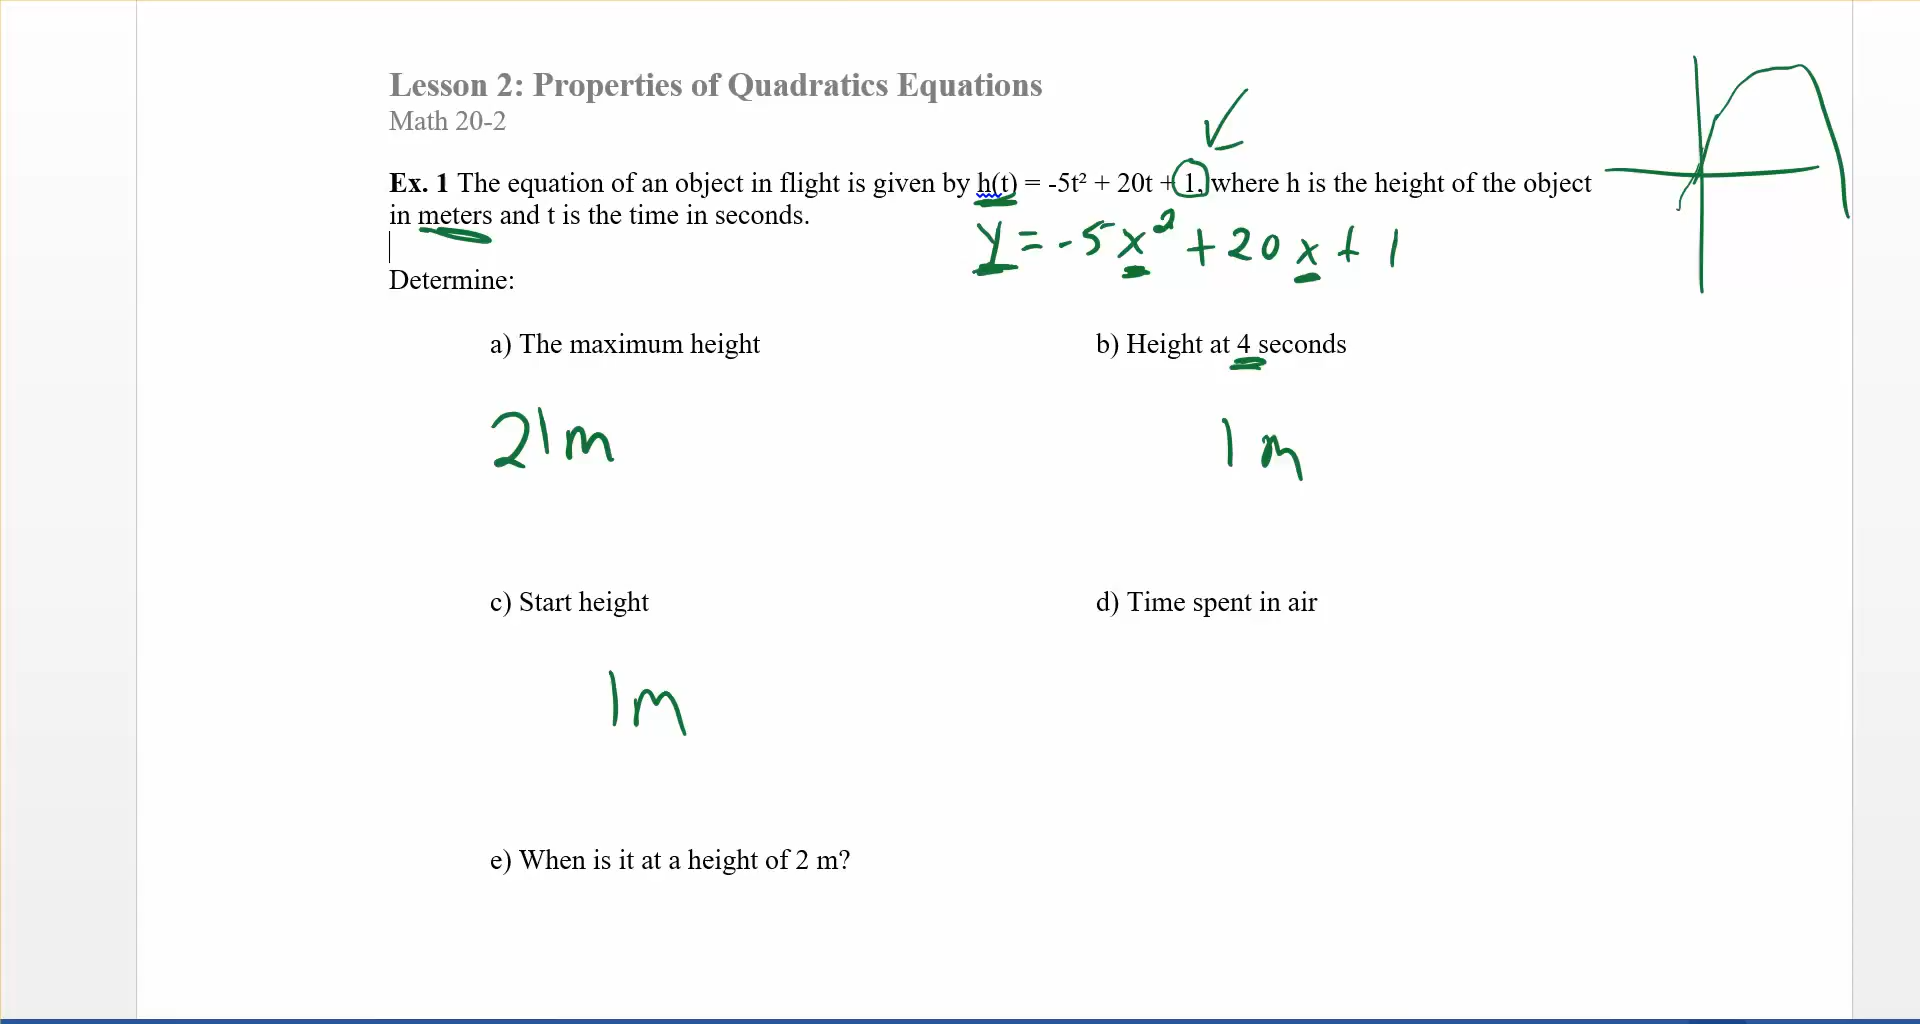 Lesson 2: Properties of Quadratics Equations
Math 20-2
Ex. 1 The equation of an object in flight is given by h(t) = -5t² + 20t + 1, where h is the height of the object
in meters and t is the time in seconds.
y = -5x² + 20x + 1
Determine:
a) The maximum height
b) Height at 4 seconds
21m
1 m
c) Start height
d) Time spent in air
1m
e) When is it at a height of 2 m?